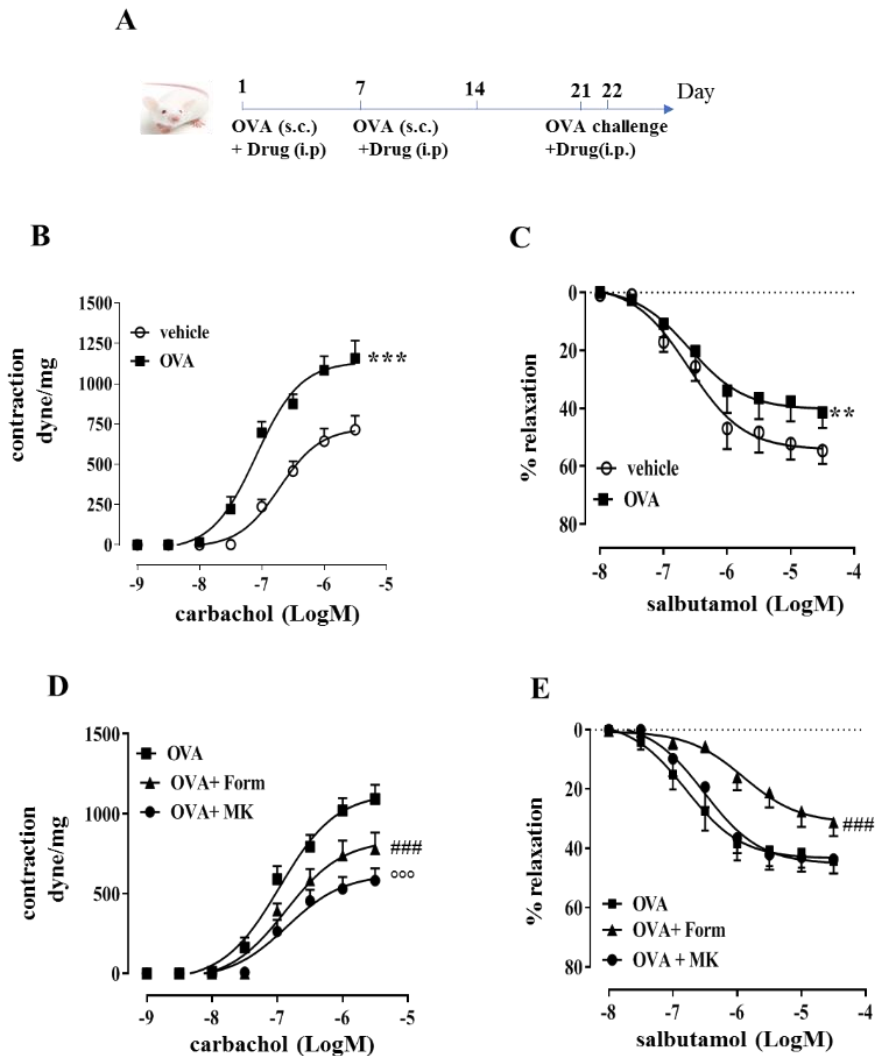 A
1 7 14 21 22 Day
OVA (s.c.) OVA (s.c.) OVA challenge
+ Drug (i.p) +Drug (i.p) +Drug(i.p.)
B
contraction
dyne/mg
1500
1250
1000
750
500
250
0
vehicle
OVA
***
-9 -8 -7 -6 -5
carbachol (LogM)
C
% relaxation
0
20
40
60
80
**
vehicle
OVA
-8 -7 -6 -5 -4
salbutamol (LogM)
D
contraction
dyne/mg
1500
1000
500
0
OVA
OVA+ Form
OVA+ MK
###
°°°
-9 -8 -7 -6 -5
carbachol (LogM)
E
% relaxation
0
20
40
60
80
###
OVA
OVA+ Form
OVA + MK
-8 -7 -6 -5 -4
salbutamol (LogM)